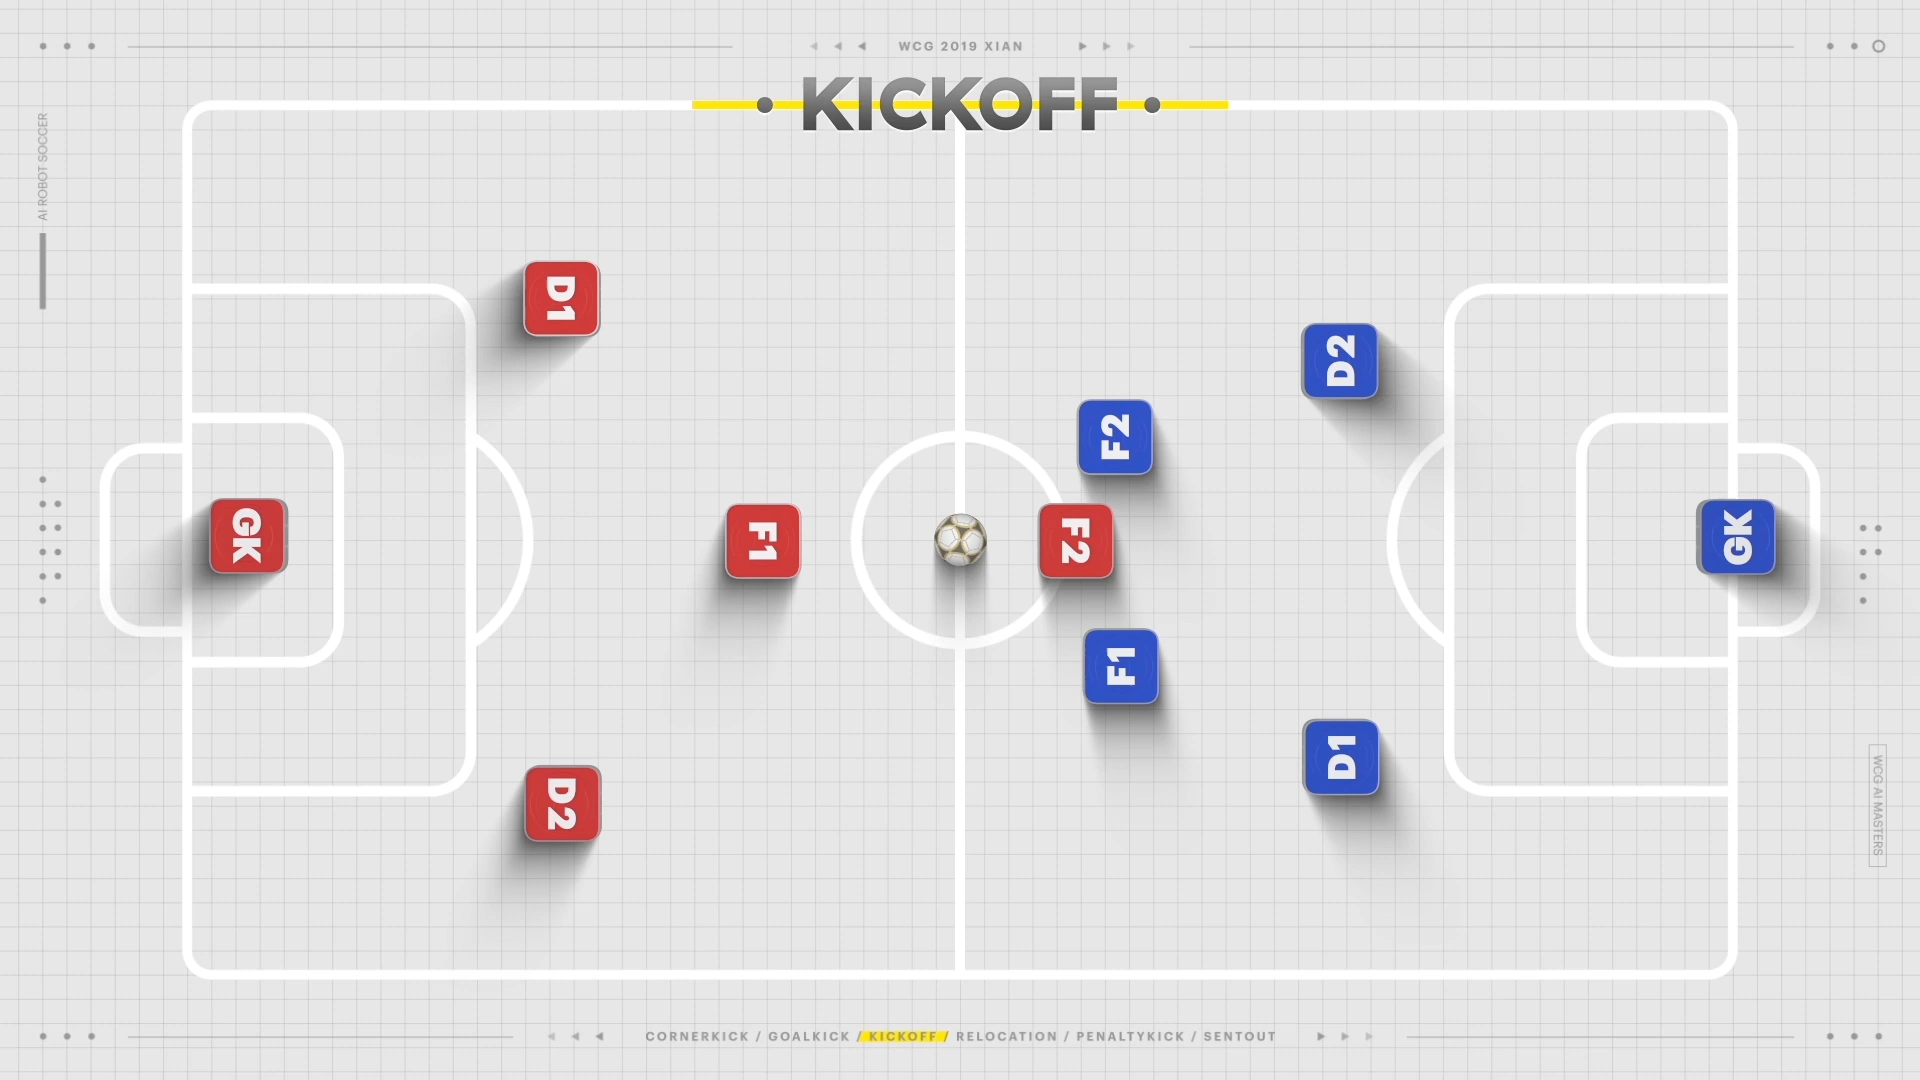 WCG 2019 XIAN
KICKOFF
AI ROBOT SOCCER
D1
D2
F2
GK
F1
F2
GK
F1
D1
D2
WCG AI MASTERS
CORNERKICK / GOALKICK / KICKOFF / RELOCATION / PENALTYKICK / SENTOUT